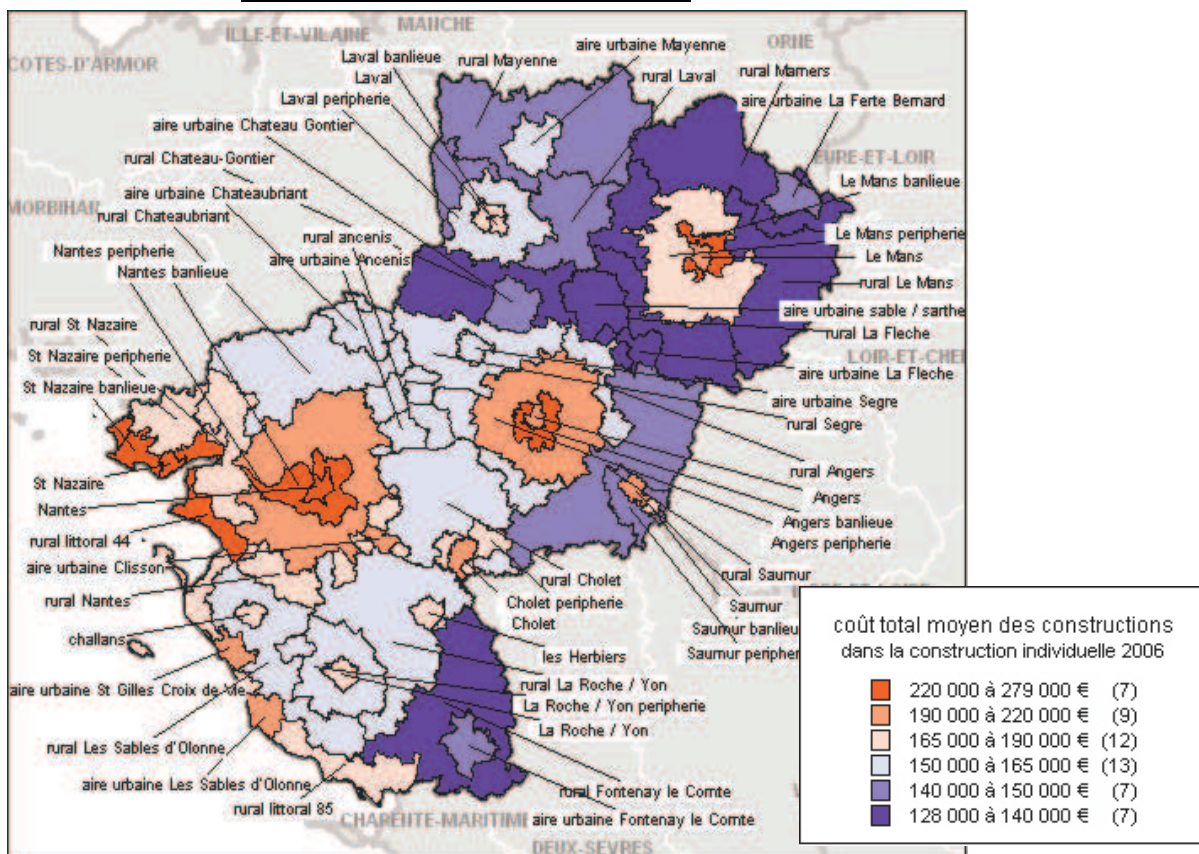 MANCHE
ILLE-ET-VILAINE
ORNE
COTES-D'ARMOR
aire urbaine Mayenne
Laval banlieue
rural Mayenne
Laval
rural Laval
rural Mamers
Laval peripherie
aire urbaine La Ferte Bernard
aire urbaine Chateau Gontier
rural Chateau-Gontier
EURE-ET-LOIR
aire urbaine Chateaubriant
Le Mans banlieue
MORBIHAN
rural Chateaubriant
rural ancenis
Le Mans peripherie
Nantes peripherie
aire urbaine Ancenis
Le Mans
Nantes banlieue
rural Le Mans
aire urbaine sable / sarthe
rural St Nazaire
rural La Fleche
St Nazaire peripherie
LOIR-ET-CHER
aire urbaine La Fleche
St Nazaire banlieue
aire urbaine Segre
rural Segre
rural Angers
St Nazaire
Angers
Nantes
Angers banlieue
rural littoral 44
Angers peripherie
aire urbaine Clisson
rural Cholet
rural Saumur
rural Nantes
Cholet peripherie
Saumur
Cholet
challans
Saumur banlieu
les Herbiers
Saumur peripher
aire urbaine St Gilles Croix de Vie
rural La Roche / Yon
La Roche / Yon peripherie
La Roche / Yon
rural Les Sables d'Olonne
aire urbaine Les Sables d'Olonne
rural Fontenay le Comte
rural littoral 85
CHARENTE-MARITIME
aire urbaine Fontenay le Comte
DEUX-SEVRES
coût total moyen des constructions
dans la construction individuelle 2006
220 000 à 279 000 € (7)
190 000 à 220 000 € (9)
165 000 à 190 000 € (12)
150 000 à 165 000 € (13)
140 000 à 150 000 € (7)
128 000 à 140 000 € (7)